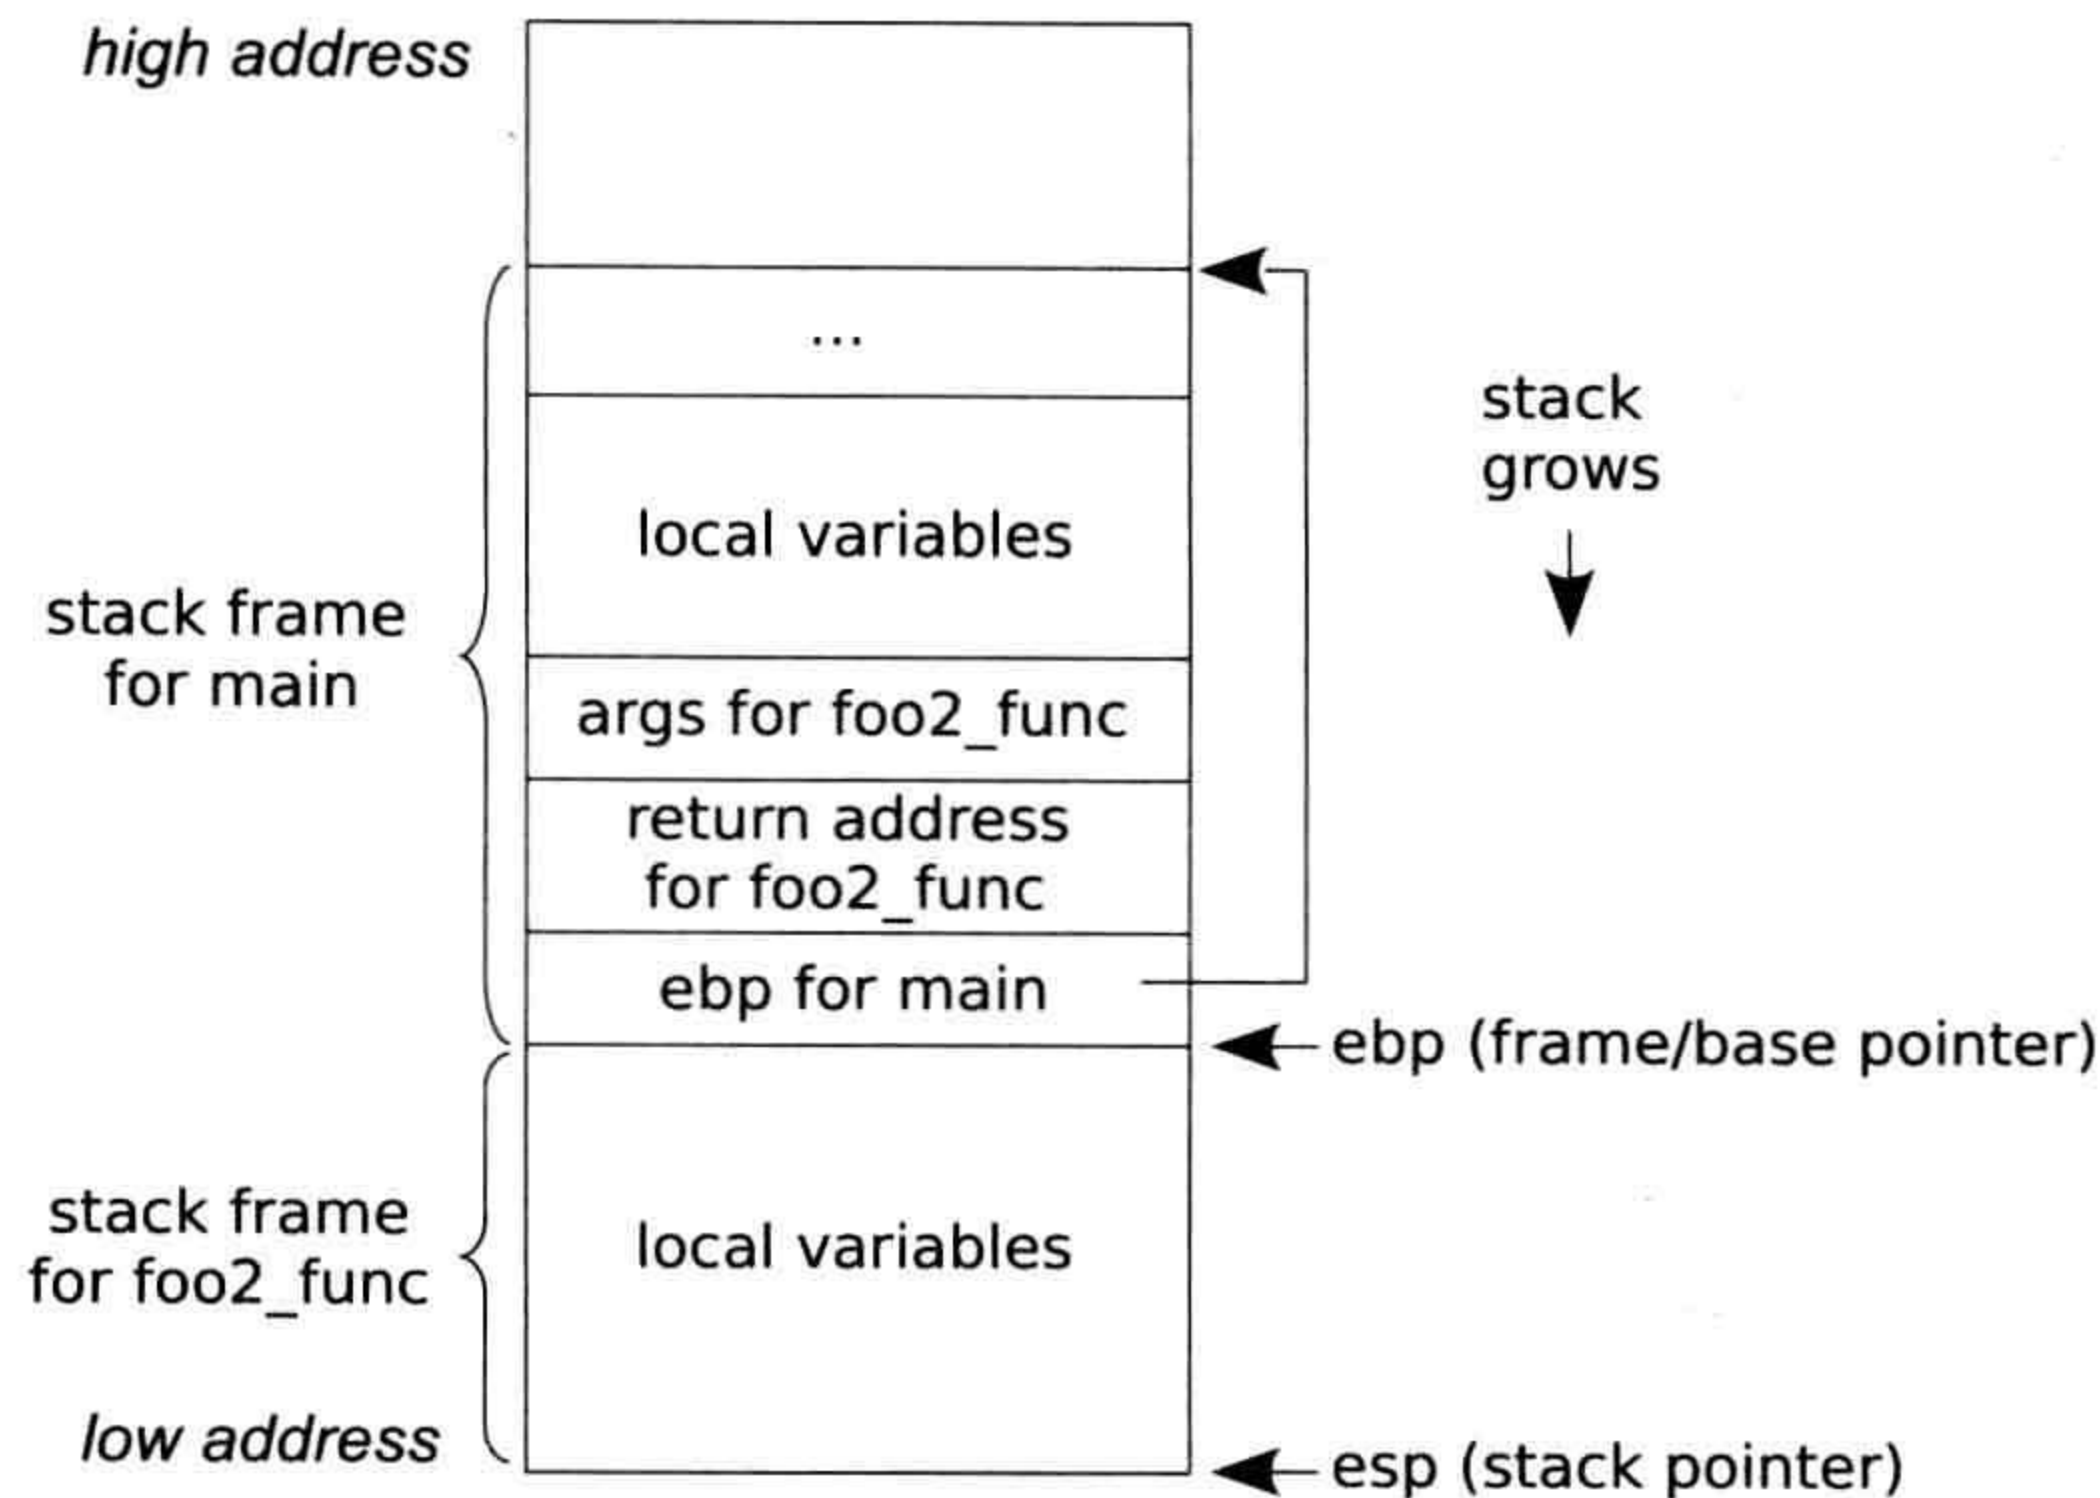 high address
...
stack
grows
local variables
stack frame
for main
args for foo2_func
return address
for foo2_func
ebp for main
ebp (frame/base pointer)
stack frame
for foo2_func
local variables
low address
esp (stack pointer)